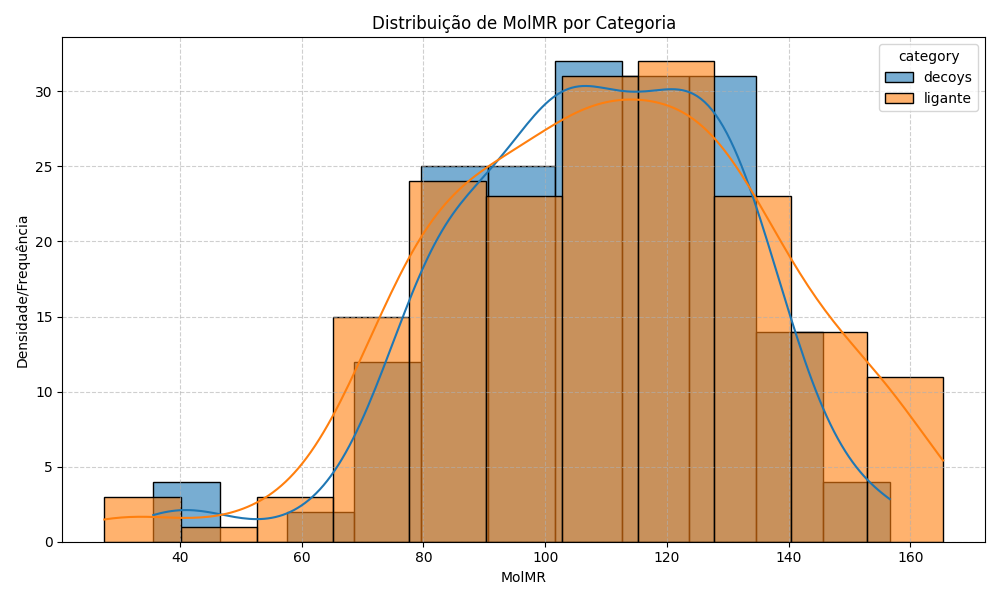 Distribuição de MolMR por Categoria
category
decoys
ligante
Densidade/Frequência
30
25
20
15
10
5
0
40 60 80 100 120 140 160
MolMR